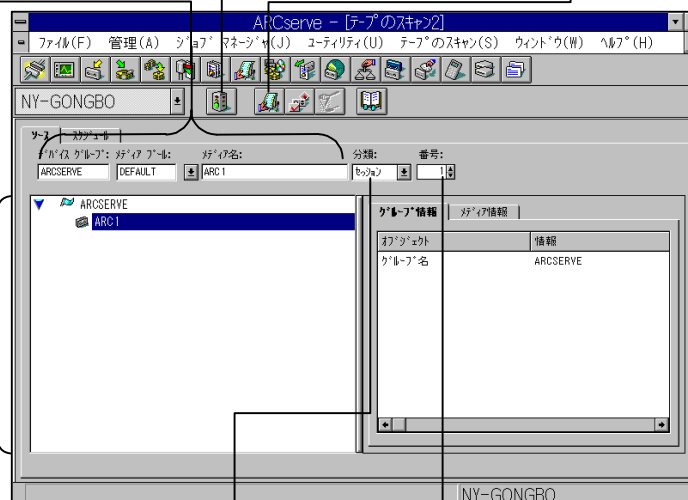 ARCserve - [テープのスキャン2]
ファイル(F) 管理(A) ジョブ マネージャ(J) ユーティリティ(U) テープのスキャン(S) ウィンドウ(W) ヘルプ(H)
NY-GONGBO
ソース スケジュール
デバイス グループ: メディア プール: メディア名: 分類: 番号:
ARCSERVE DEFAULT ARC1 セッション 1
ARCSERVE
ARC1
グループ情報 メディア情報
オブジェクト 情報
グループ名 ARCSERVE
NY-GONGBO